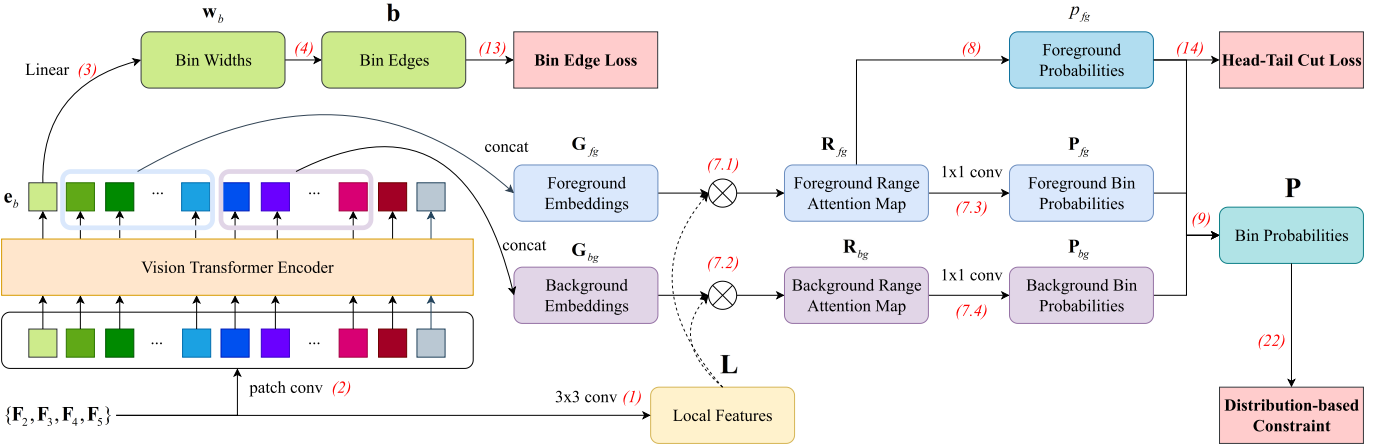 w_b
b
p_fg
Linear (3)
Bin Widths
(4)
Bin Edges
(13)
Bin Edge Loss
(8)
Foreground
Probabilities
(14)
Head-Tail Cut Loss
e_b
...
...
concat
G_fg
Foreground
Embeddings
(7.1)
R_fg
Foreground Range
Attention Map
1x1 conv
(7.3)
P_fg
Foreground Bin
Probabilities
P
(9)
Bin Probabilities
Vision Transformer Encoder
concat
G_bg
Background
Embeddings
(7.2)
R_bg
Background Range
Attention Map
1x1 conv
(7.4)
P_bg
Background Bin
Probabilities
...
...
patch conv (2)
(22)
L
{F_2, F_3, F_4, F_5}
3x3 conv (1)
Local Features
Distribution-based
Constraint